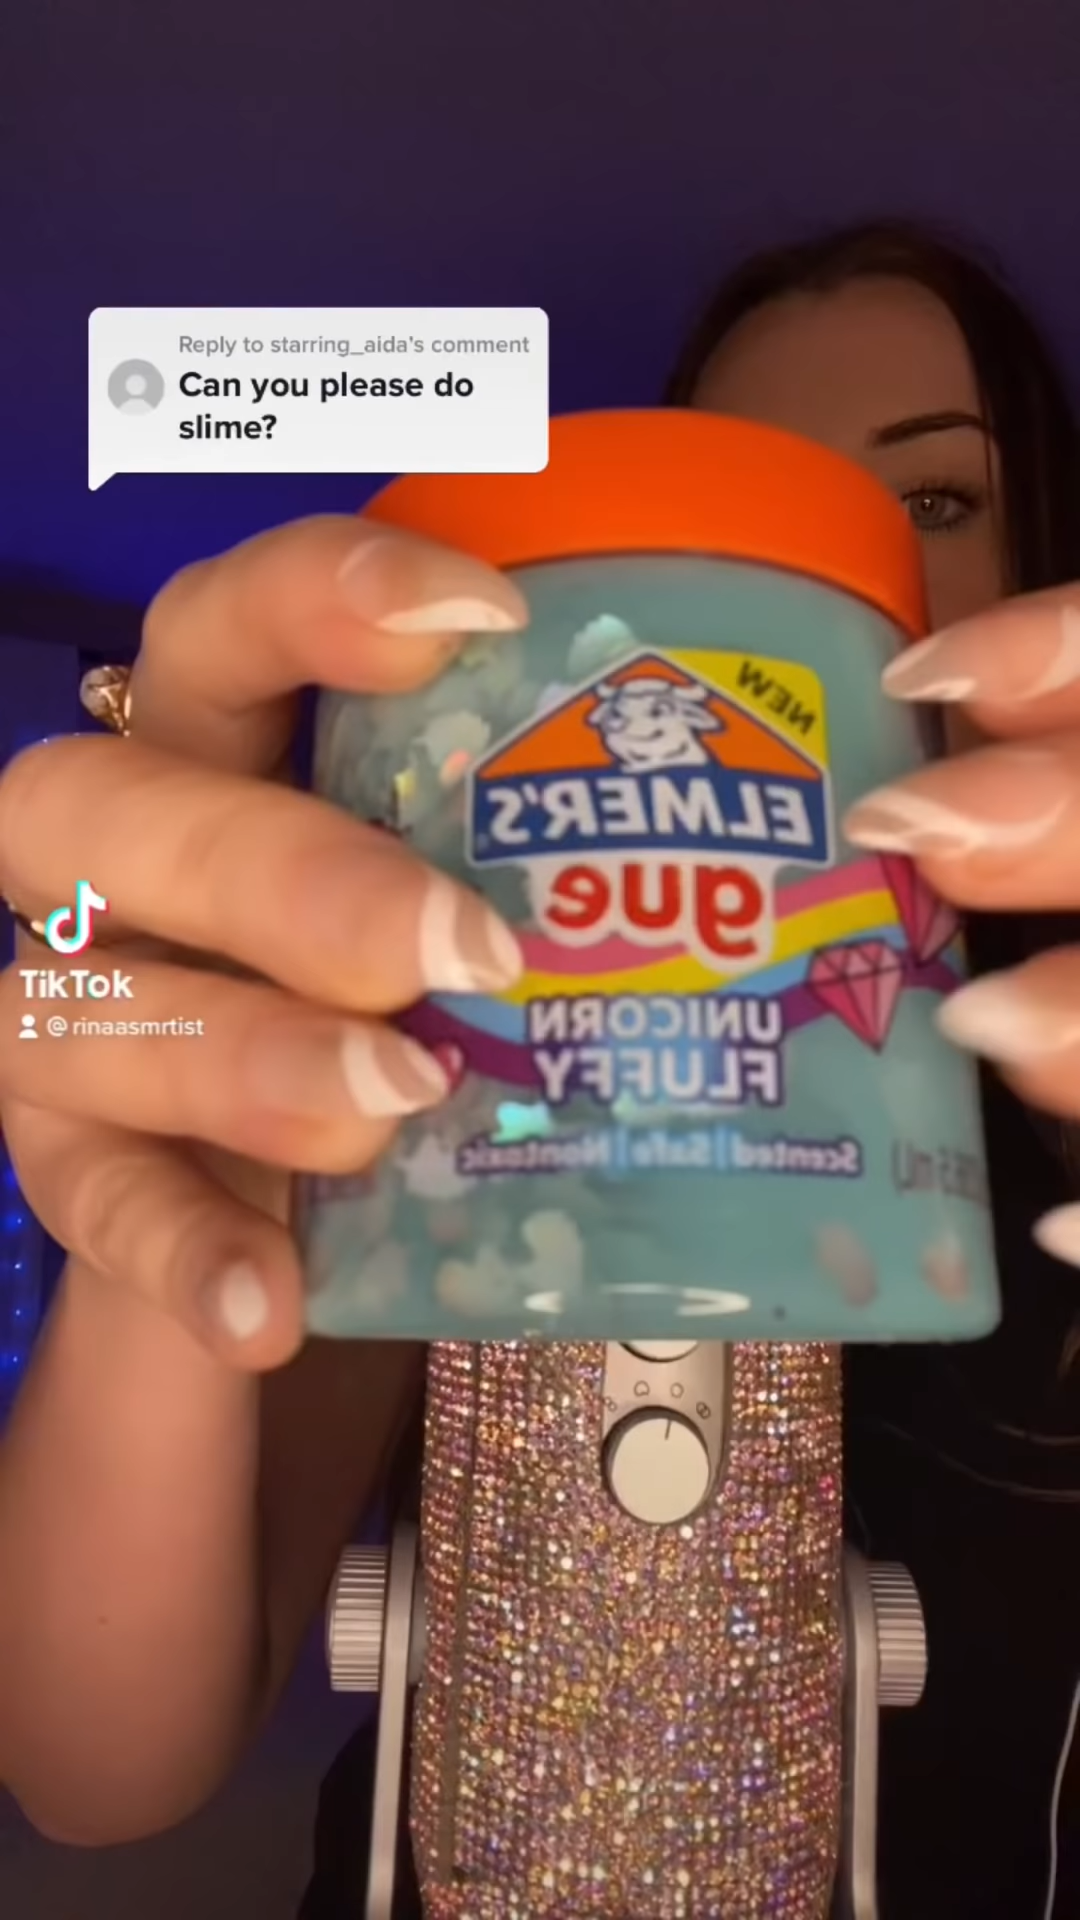 Reply to starring_aida's comment
Can you please do
slime?
NEW
ELMER'S
gue
UNICORN
FLUFFY
Scented | Safe | Nontoxic
TikTok
@rinaasmrtist